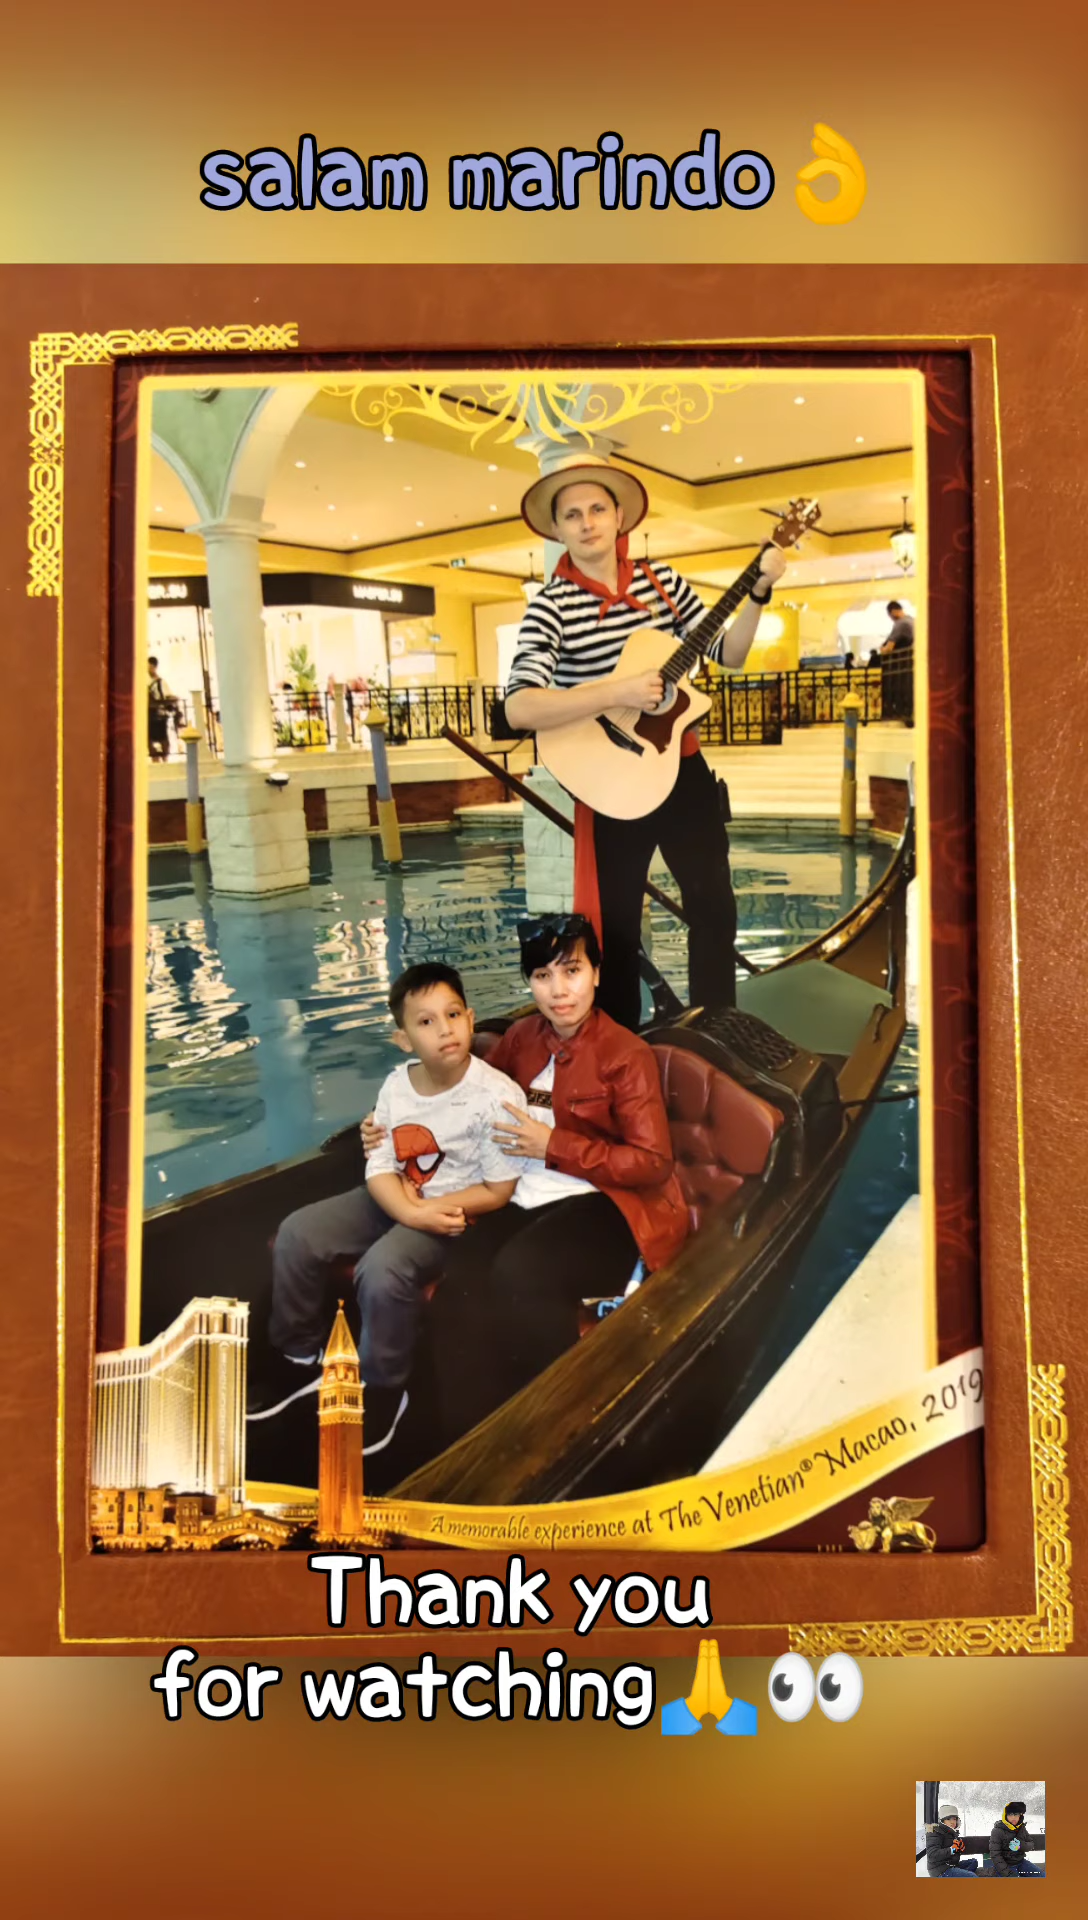 salam marindo👌
A memorable experience at The Venetian® Macao, 2019
Thank you
for watching🙏👀